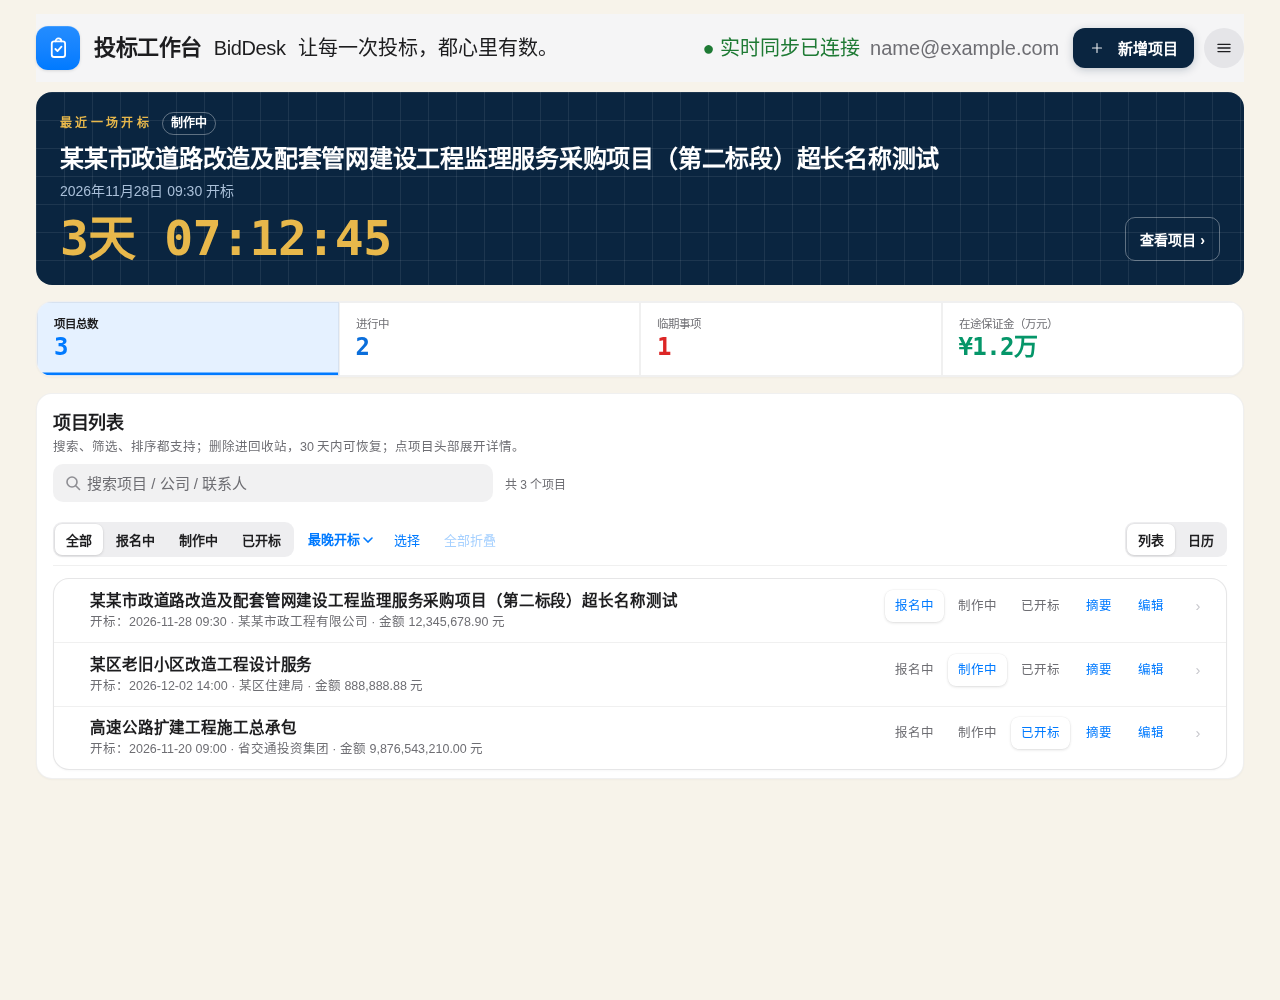 投标工作台 BidDesk 让每一次投标，都心里有数。
● 实时同步已连接 name@example.com
＋ 新增项目
最近一场开标 制作中
某某市政道路改造及配套管网建设工程监理服务采购项目（第二标段）超长名称测试
2026年11月28日 09:30 开标
3天 07:12:45
查看项目 ›
项目总数
3
进行中
2
临期事项
1
在途保证金（万元）
¥1.2万
项目列表
搜索、筛选、排序都支持；删除进回收站，30 天内可恢复；点项目头部展开详情。
搜索项目 / 公司 / 联系人
共 3 个项目
全部 报名中 制作中 已开标 最晚开标 选择 全部折叠
列表 日历
某某市政道路改造及配套管网建设工程监理服务采购项目（第二标段）超长名称测试
开标：2026-11-28 09:30 · 某某市政工程有限公司 · 金额 12,345,678.90 元
报名中 制作中 已开标 摘要 编辑 ›
某区老旧小区改造工程设计服务
开标：2026-12-02 14:00 · 某区住建局 · 金额 888,888.88 元
报名中 制作中 已开标 摘要 编辑 ›
高速公路扩建工程施工总承包
开标：2026-11-20 09:00 · 省交通投资集团 · 金额 9,876,543,210.00 元
报名中 制作中 已开标 摘要 编辑 ›